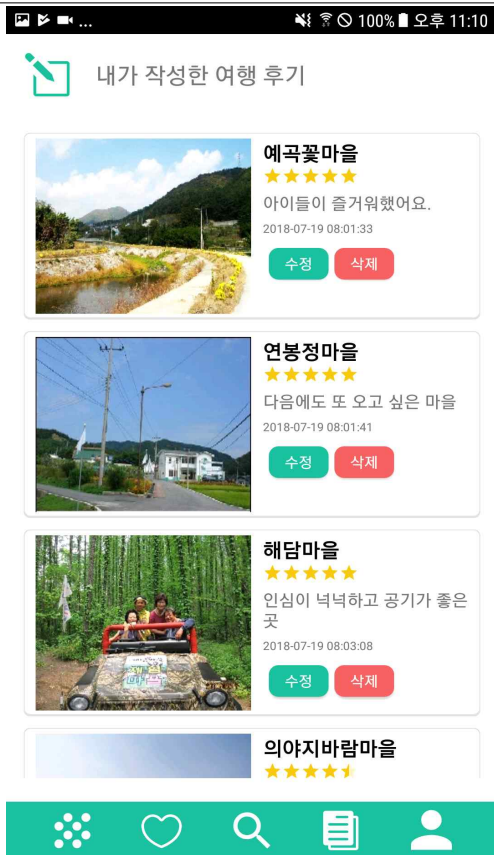 ... 100% 오후 11:10
내가 작성한 여행 후기
예곡꽃마을
아이들이 즐거워했어요.
2018-07-19 08:01:33
수정 삭제
연봉정마을
다음에도 또 오고 싶은 마을
2018-07-19 08:01:41
수정 삭제
해담마을
인심이 넉넉하고 공기가 좋은
곳
2018-07-19 08:03:08
수정 삭제
의야지바람마을